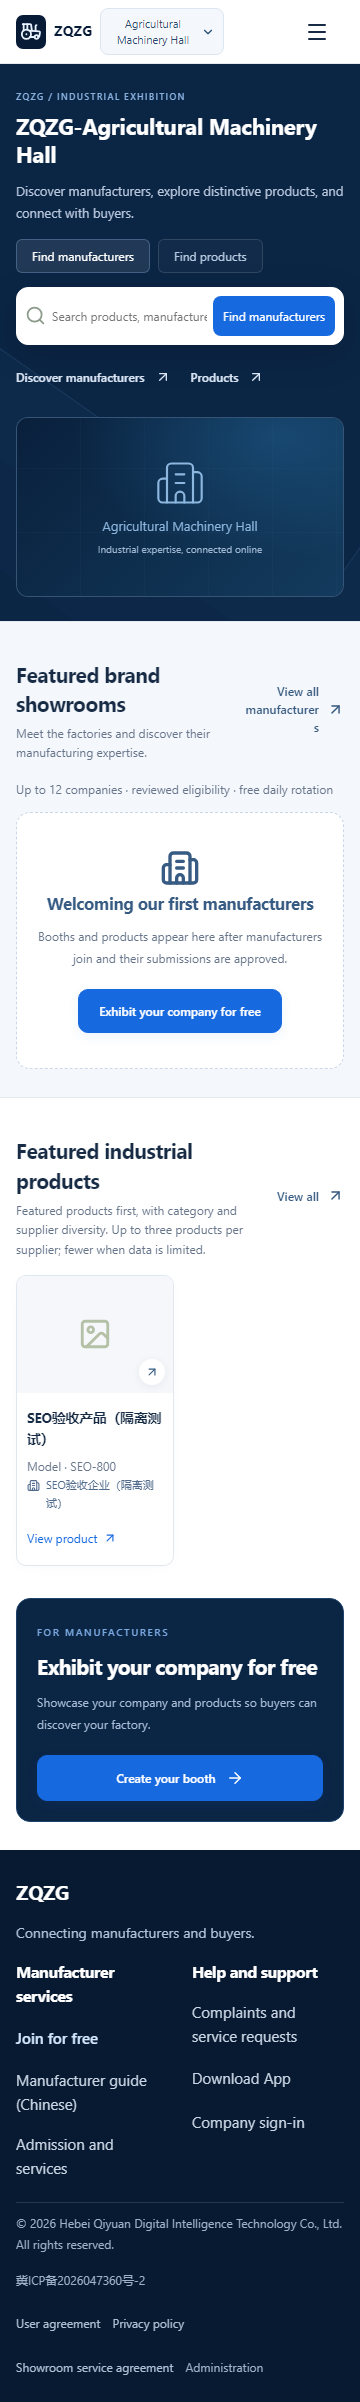 ZQZG
Agricultural
Machinery Hall
ZQZG / INDUSTRIAL EXHIBITION
ZQZG-Agricultural Machinery
Hall
Discover manufacturers, explore distinctive products, and
connect with buyers.
Find manufacturers
Find products
Search products, manufacture
Find manufacturers
Discover manufacturers
Products
Agricultural Machinery Hall
Industrial expertise, connected online
Featured brand
showrooms
View all
manufacturer
s
Meet the factories and discover their
manufacturing expertise.
Up to 12 companies · reviewed eligibility · free daily rotation
Welcoming our first manufacturers
Booths and products appear here after manufacturers
join and their submissions are approved.
Exhibit your company for free
Featured industrial
products
View all
Featured products first, with category and
supplier diversity. Up to three products per
supplier; fewer when data is limited.
SEO验收产品（隔离测
试）
Model · SEO-800
SEO验收企业（隔离测
试）
View product
FOR MANUFACTURERS
Exhibit your company for free
Showcase your company and products so buyers can
discover your factory.
Create your booth
ZQZG
Connecting manufacturers and buyers.
Manufacturer
services
Join for free
Manufacturer guide
(Chinese)
Admission and
services
Help and support
Complaints and
service requests
Download App
Company sign-in
© 2026 Hebei Qiyuan Digital Intelligence Technology Co., Ltd.
All rights reserved.
冀ICP备2026047360号-2
User agreement
Privacy policy
Showroom service agreement
Administration